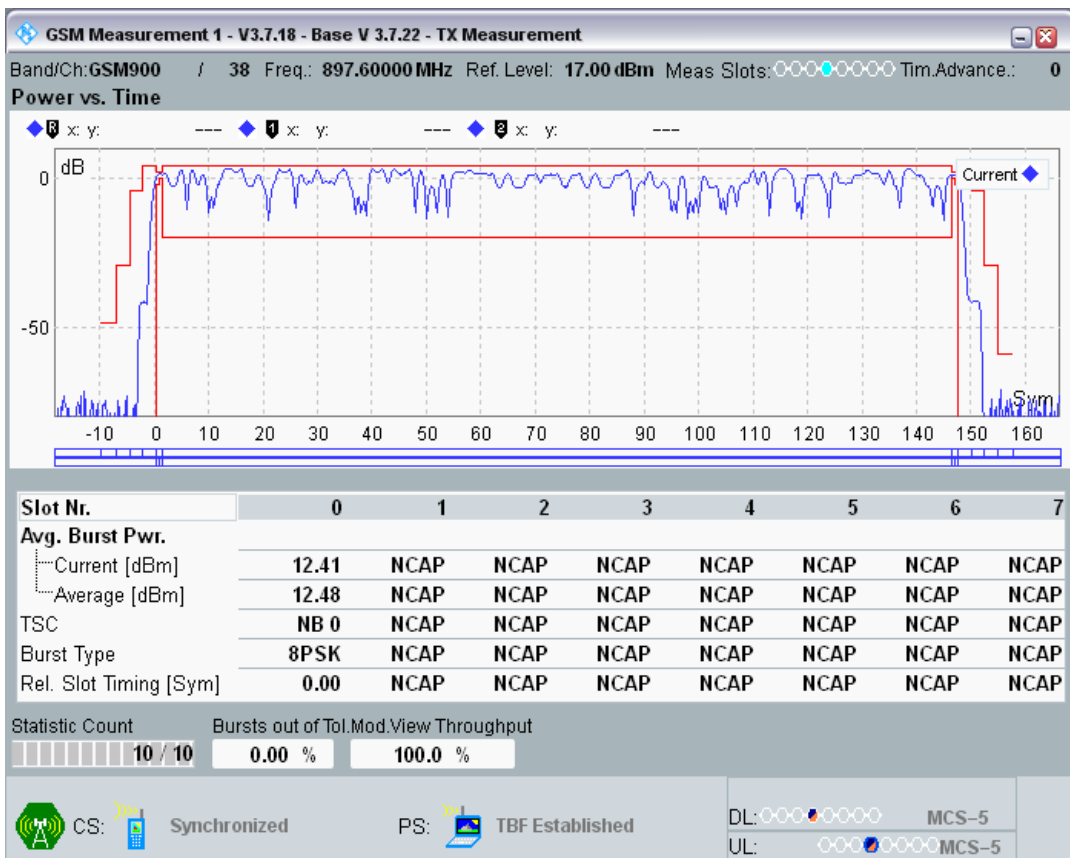 GSM Measurement 1 - V3.7.18 - Base V 3.7.22 - TX Measurement
Band/Ch:GSM900 / 38 Freq.: 897.60000 MHz Ref. Level: 17.00 dBm Meas Slots: Tim.Advance.: 0
Power vs. Time
R x: y: --- 1 x: y: --- 2 x: y: ---
dB
Current
0
-50
Sym
-10 0 10 20 30 40 50 60 70 80 90 100 110 120 130 140 150 160
Slot Nr. 0 1 2 3 4 5 6 7
Avg. Burst Pwr.
Current [dBm] 12.41 NCAP NCAP NCAP NCAP NCAP NCAP NCAP
Average [dBm] 12.48 NCAP NCAP NCAP NCAP NCAP NCAP NCAP
TSC NB 0 NCAP NCAP NCAP NCAP NCAP NCAP NCAP
Burst Type 8PSK NCAP NCAP NCAP NCAP NCAP NCAP NCAP
Rel. Slot Timing [Sym] 0.00 NCAP NCAP NCAP NCAP NCAP NCAP NCAP
Statistic Count Bursts out of Tol.Mod.View Throughput
10 / 10 0.00 % 100.0 %
CS: Synchronized PS: TBF Established DL: MCS-5
UL: MCS-5